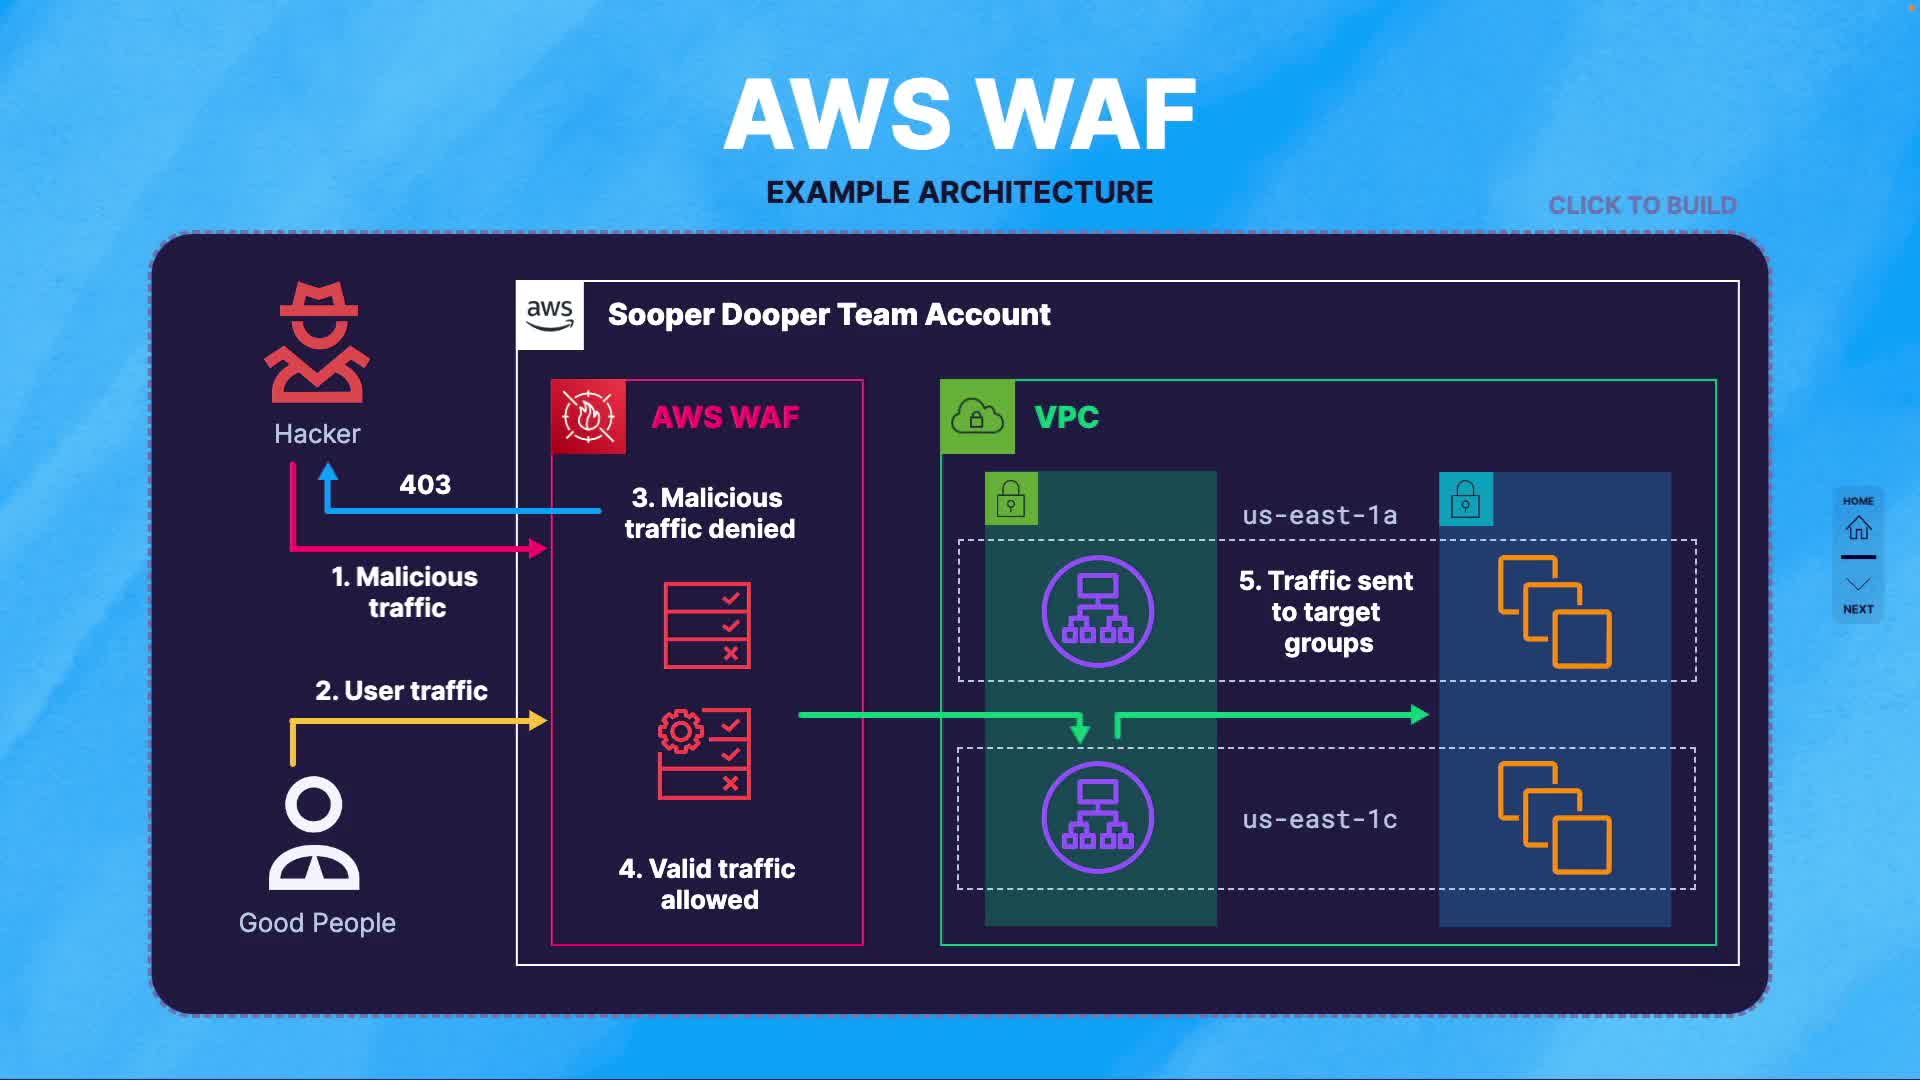 AWS WAF
EXAMPLE ARCHITECTURE
CLICK TO BUILD
aws
Sooper Dooper Team Account
Hacker
AWS WAF
VPC
403
3. Malicious
traffic denied
us-east-1a
HOME
1. Malicious
traffic
5. Traffic sent
to target
groups
NEXT
2. User traffic
us-east-1c
4. Valid traffic
allowed
Good People